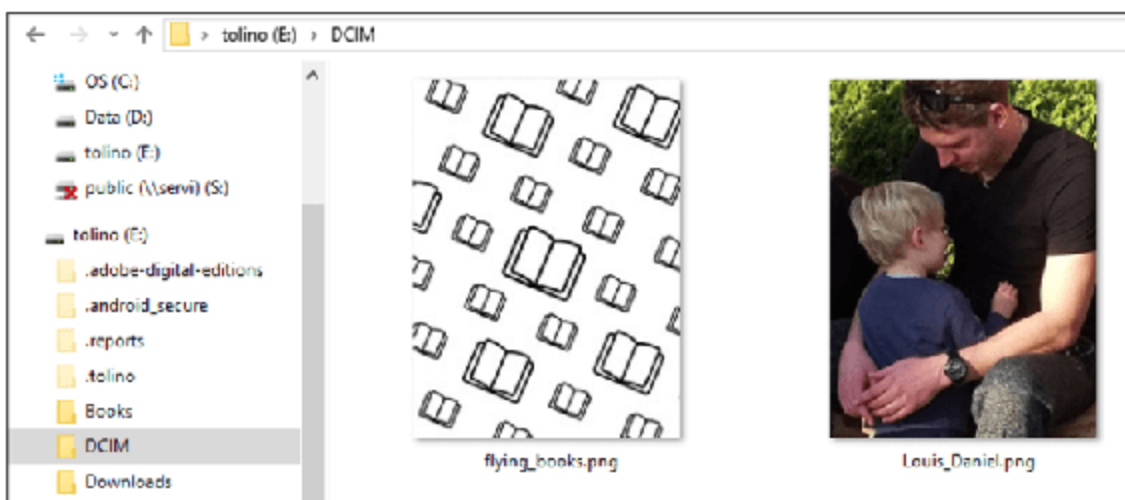 tolino (E:) > DCIM
OS (C:)
Data (D:)
tolino (E:)
public (\\servi) (S:)
tolino (E:)
.adobe-digital-editions
.android_secure
.reports
.tolino
Books
DCIM
Downloads
flying_books.png
Louis_Daniel.png